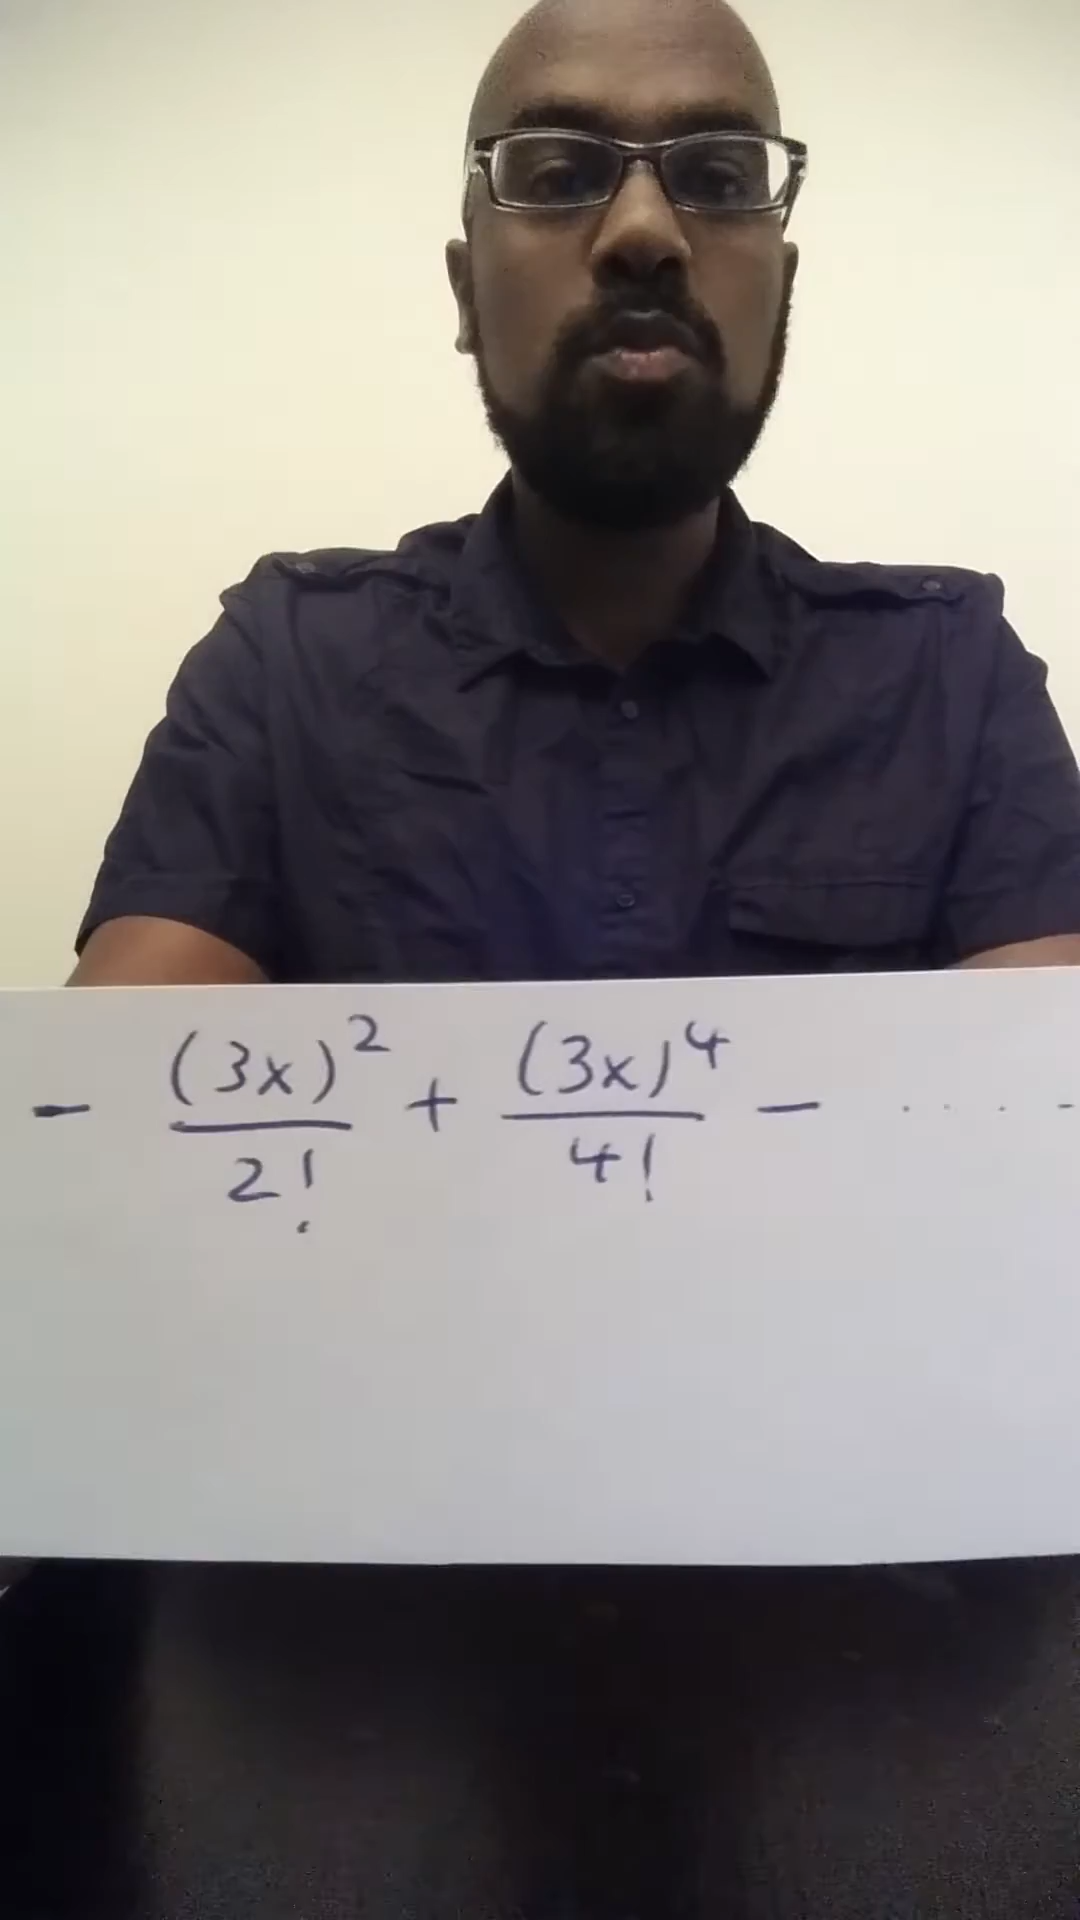 - (3x)²/2! + (3x)⁴/4! - .....